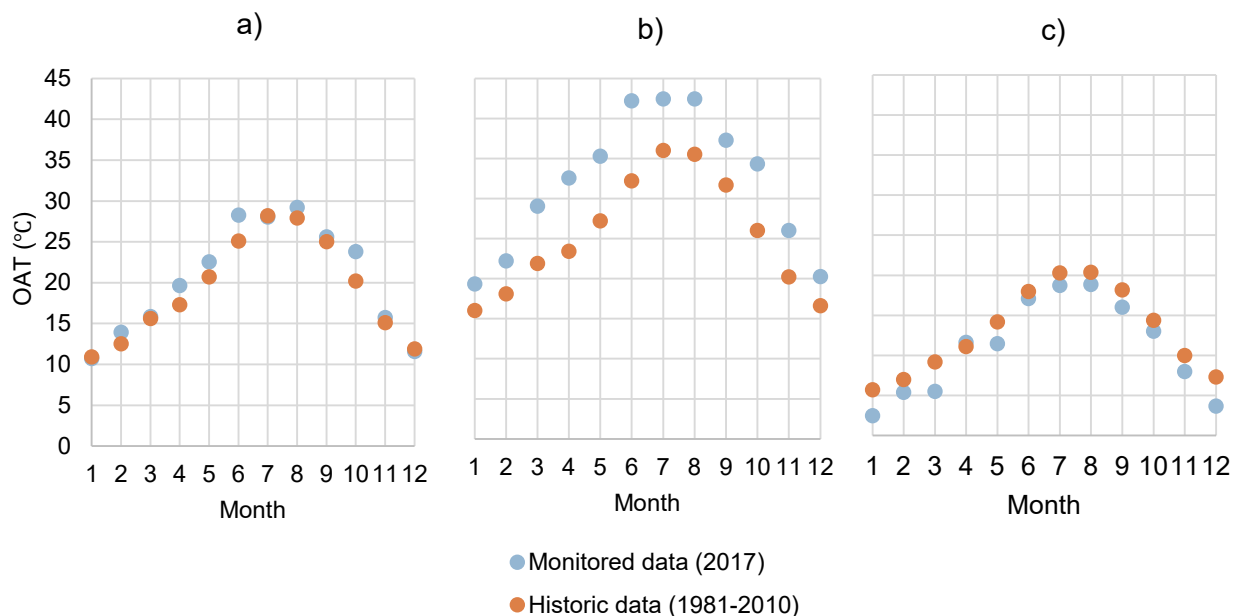 a)
b)
c)
OAT (℃)
45
40
35
30
25
20
15
10
5
0
1 2 3 4 5 6 7 8 9 10 11 12
Month
1 2 3 4 5 6 7 8 9 10 11 12
Month
1 2 3 4 5 6 7 8 9 10 11 12
Month
Monitored data (2017)
Historic data (1981-2010)